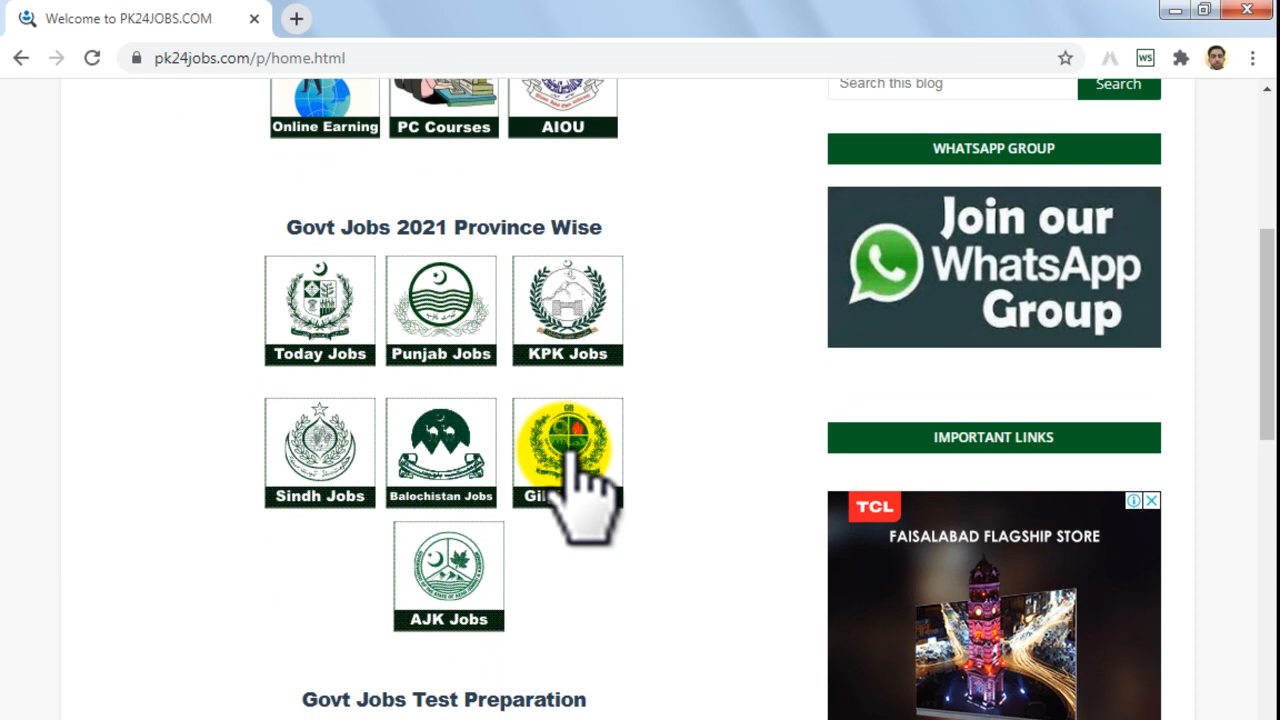 Welcome to PK24JOBS.COM
pk24jobs.com/p/home.html
WS
Online Earning
PC Courses
AIOU
Govt Jobs 2021 Province Wise
Today Jobs
Punjab Jobs
KPK Jobs
GB
Sindh Jobs
Balochistan Jobs
AJK Jobs
Govt Jobs Test Preparation
Search this blog
Search
WHATSAPP GROUP
Join our
WhatsApp
Group
IMPORTANT LINKS
TCL
FAISALABAD FLAGSHIP STORE